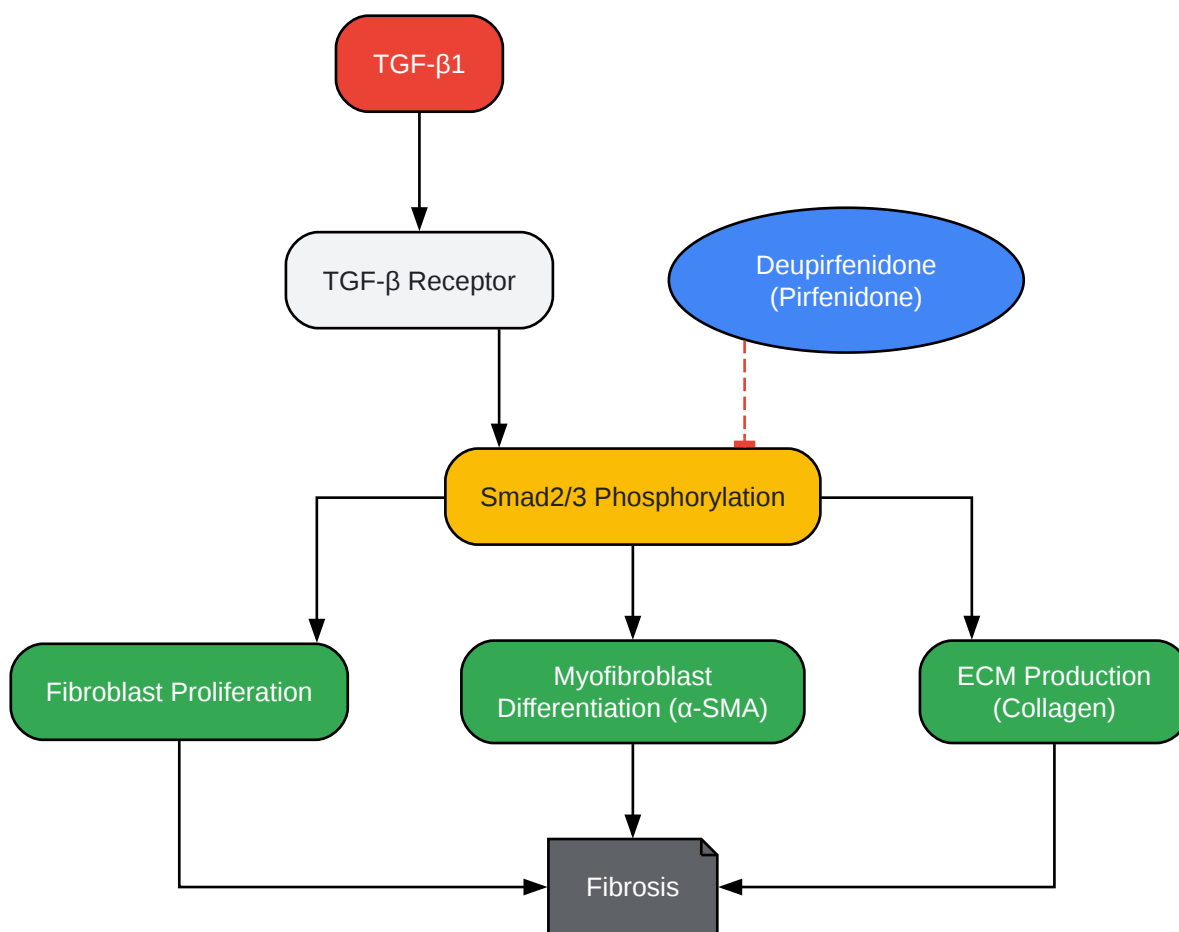 TGF-β1
TGF-β Receptor
Deupirfenidone
(Pirfenidone)
Smad2/3 Phosphorylation
Fibroblast Proliferation
Myofibroblast
Differentiation (α-SMA)
ECM Production
(Collagen)
Fibrosis